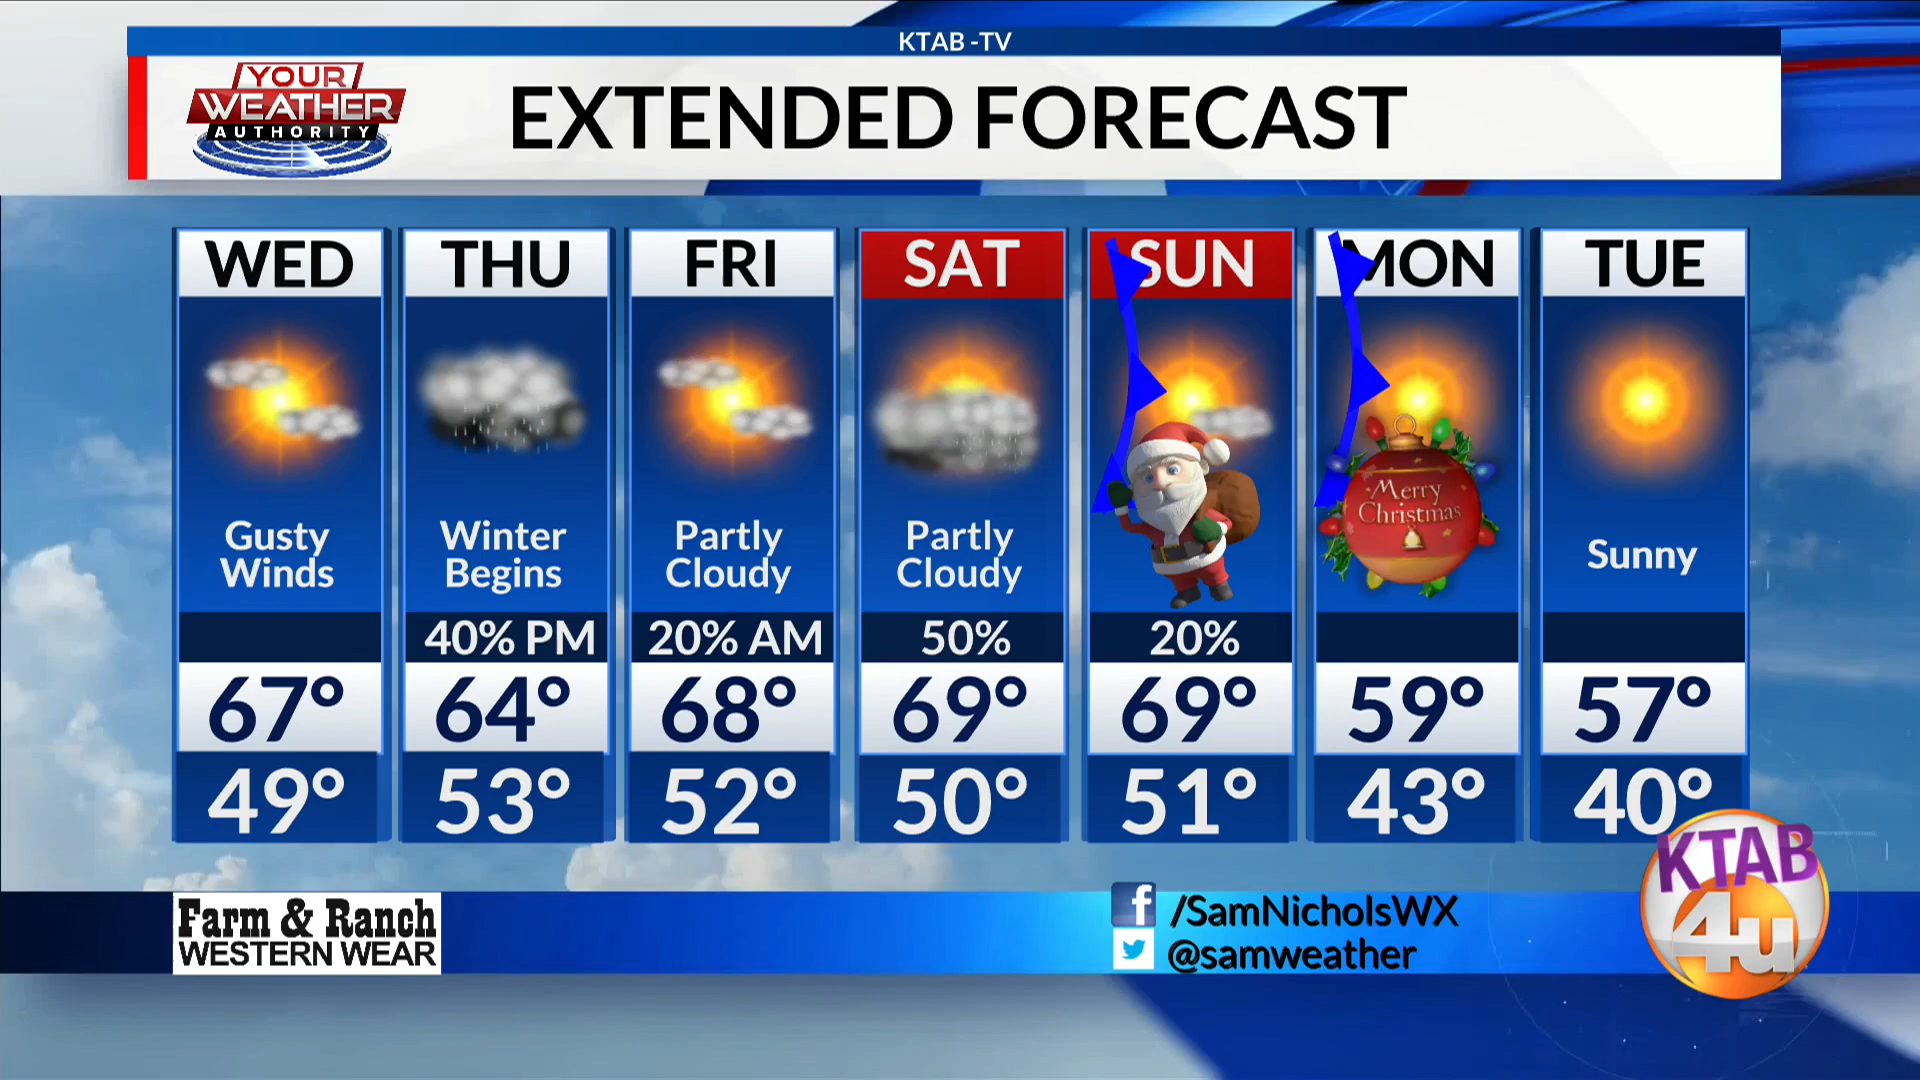 KTAB -TV
YOUR
WEATHER
AUTHORITY
EXTENDED FORECAST
WED
Gusty
Winds
67°
49°
THU
Winter
Begins
40% PM
64°
53°
FRI
Partly
Cloudy
20% AM
68°
52°
SAT
Partly
Cloudy
50%
69°
50°
SUN
20%
69°
51°
MON
Merry
Christmas
59°
43°
TUE
Sunny
57°
40°
Farm & Ranch
WESTERN WEAR
f /SamNicholsWX
@samweather
KTAB
4u